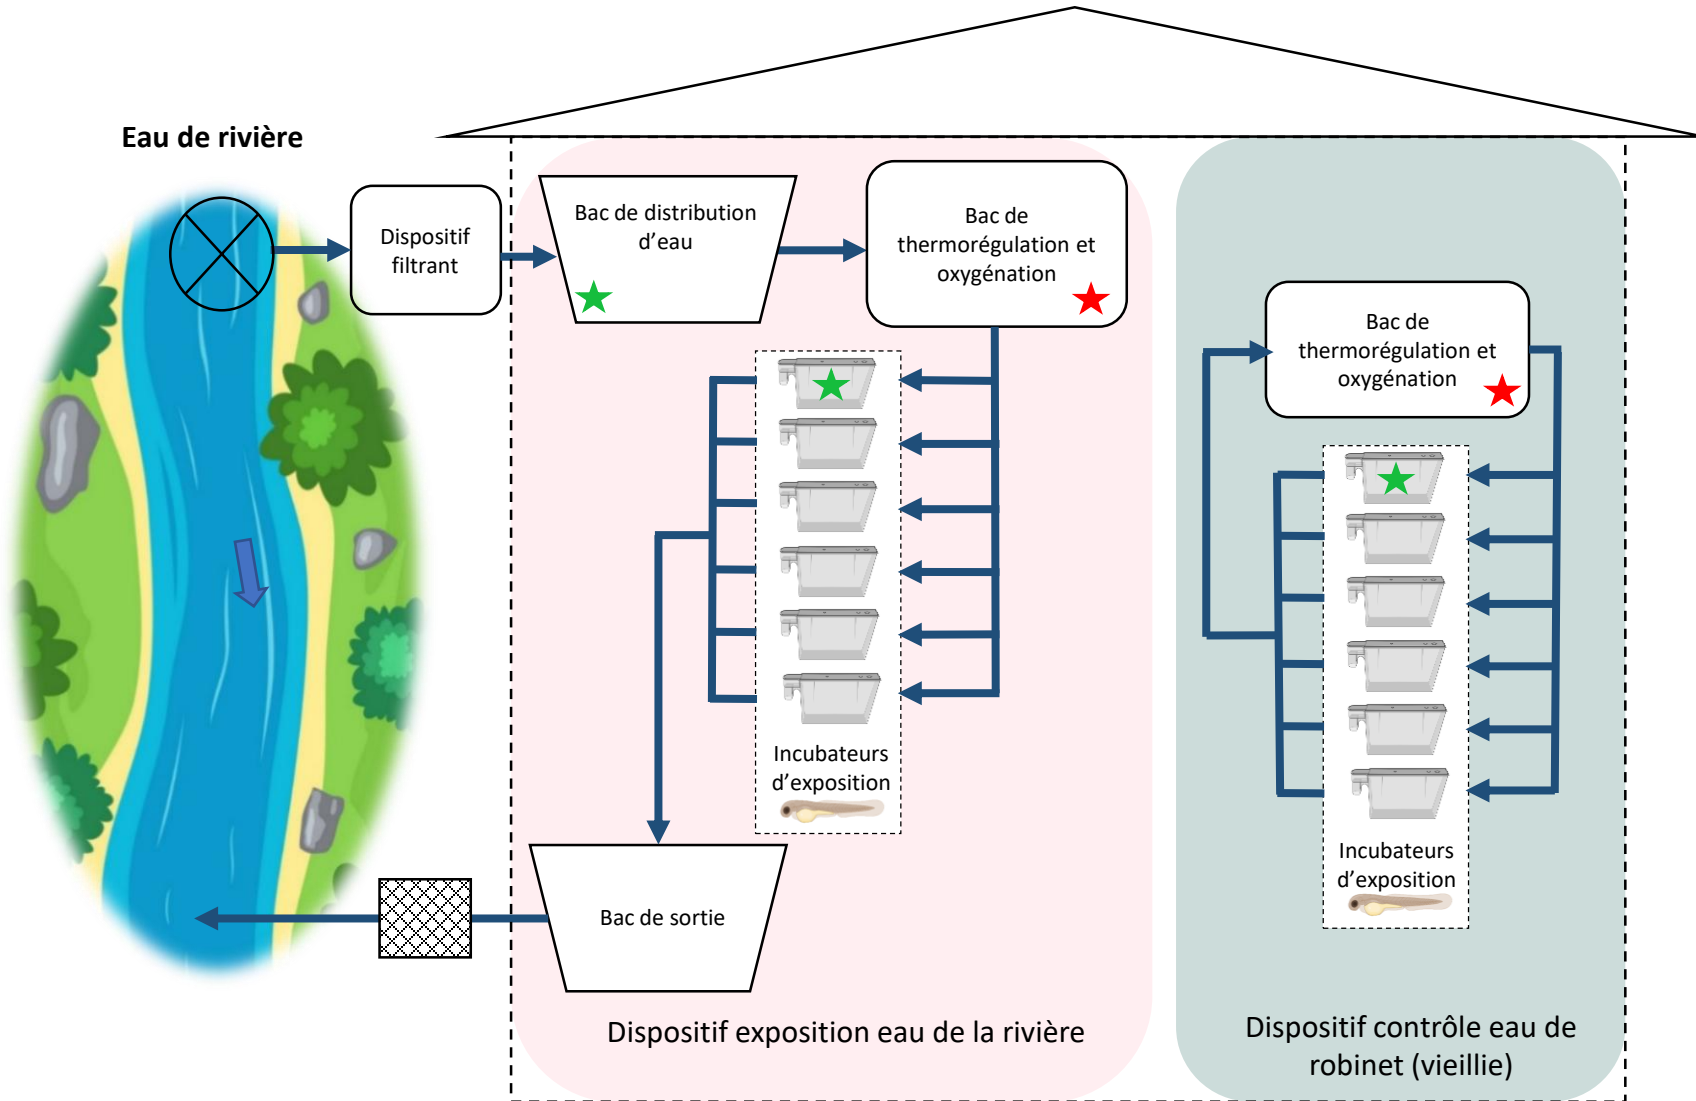 Eau de rivière
Dispositif
filtrant
Bac de distribution
d’eau
Bac de
thermorégulation et
oxygénation
Incubateurs
d’exposition
Bac de sortie
Dispositif exposition eau de la rivière
Bac de
thermorégulation et
oxygénation
Incubateurs
d’exposition
Dispositif contrôle eau de
robinet (vieillie)